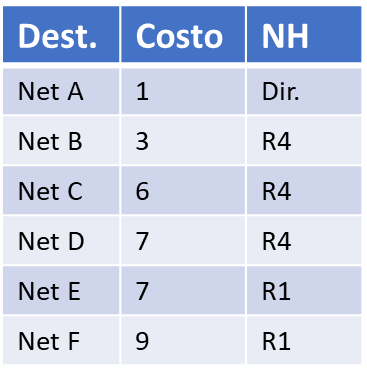 Dest. Costo NH
Net A 1 Dir.
Net B 3 R4
Net C 6 R4
Net D 7 R4
Net E 7 R1
Net F 9 R1